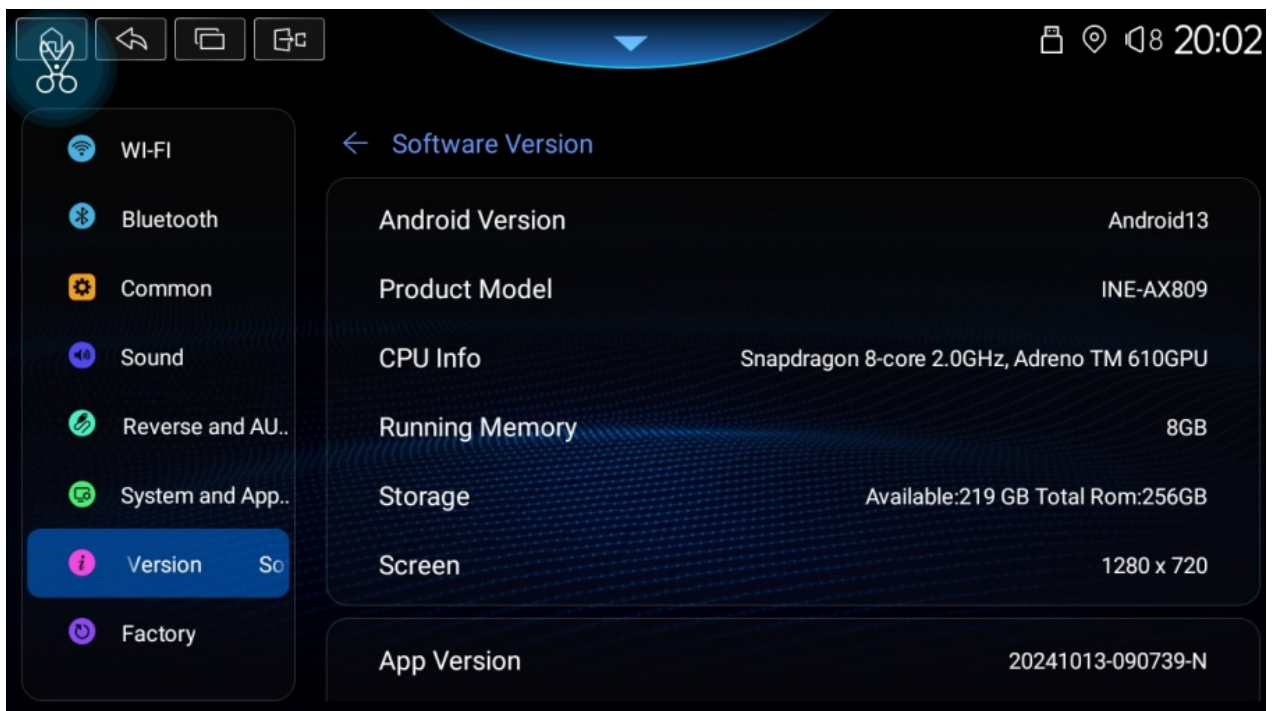 8 20:02
WI-FI
Bluetooth
Common
Sound
Reverse and AU..
System and App..
Version So
Factory
Software Version
Android Version Android13
Product Model INE-AX809
CPU Info Snapdragon 8-core 2.0GHz, Adreno TM 610GPU
Running Memory 8GB
Storage Available:219 GB Total Rom:256GB
Screen 1280 x 720
App Version 20241013-090739-N